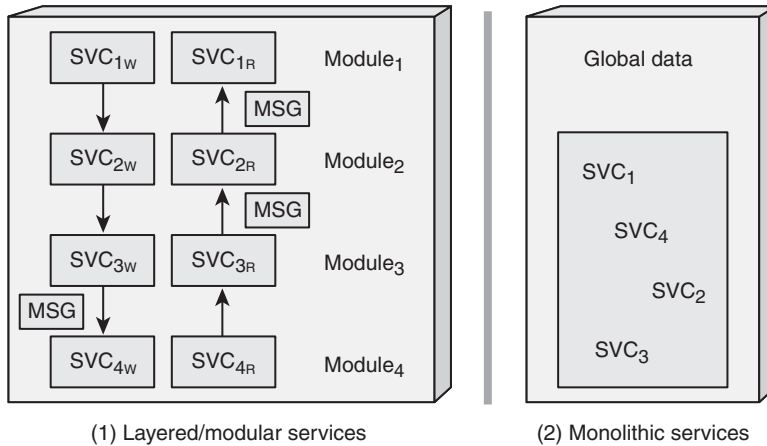 SVC1W SVC1R Module1
MSG
SVC2W SVC2R Module2
MSG
SVC3W SVC3R Module3
MSG
SVC4W SVC4R Module4
(1) Layered/modular services
Global data
SVC1
SVC4
SVC2
SVC3
(2) Monolithic services